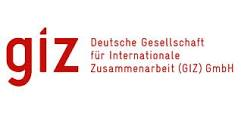 giz
Deutsche Gesellschaft
für Internationale
Zusammenarbeit (GIZ) GmbH